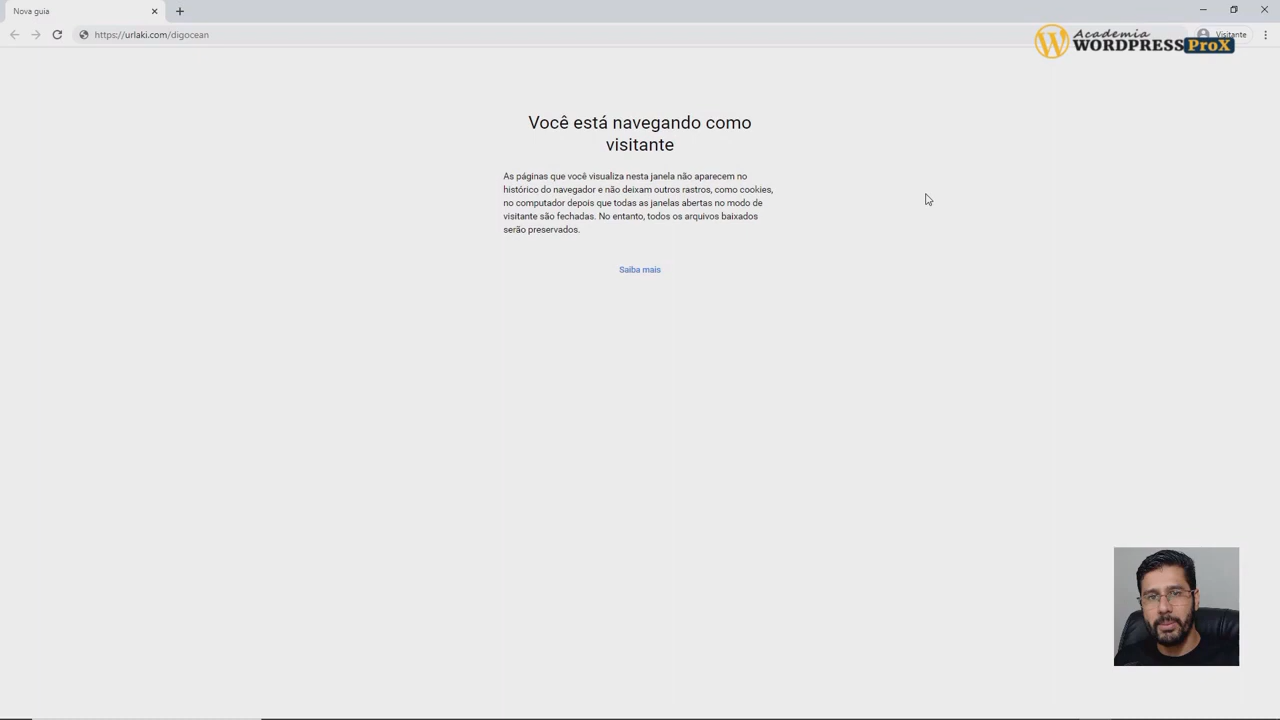 Nova guia
https://urlaki.com/digocean
Visitante
Academia
WORDPRESS ProX
Você está navegando como
visitante
As páginas que você visualiza nesta janela não aparecem no
histórico do navegador e não deixam outros rastros, como cookies,
no computador depois que todas as janelas abertas no modo de
visitante são fechadas. No entanto, todos os arquivos baixados
serão preservados.
Saiba mais